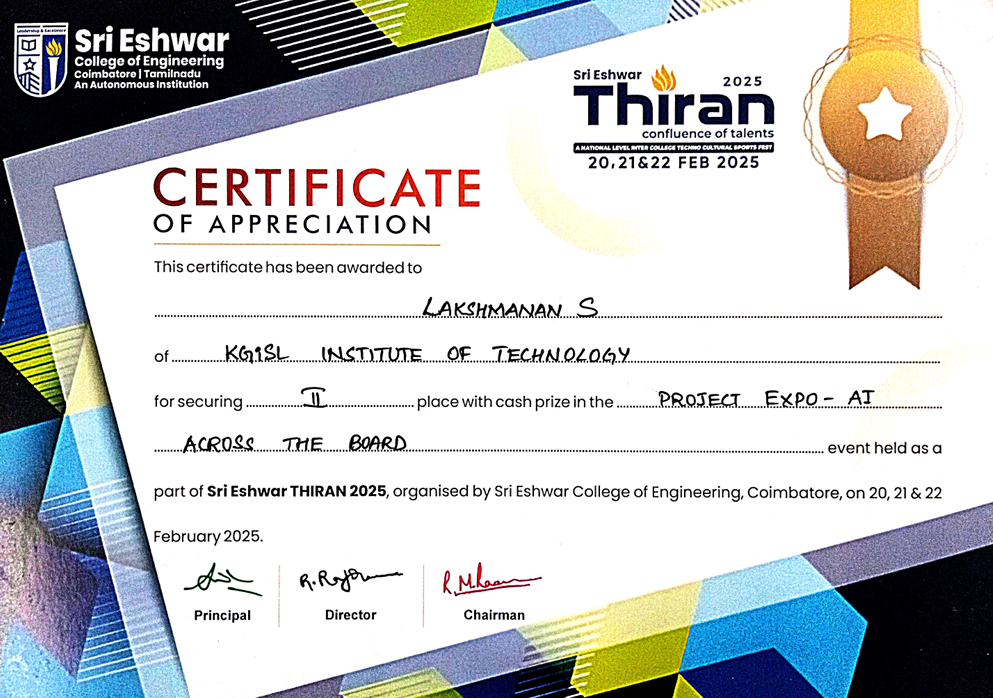 Leadership & Excellence
Sri Eshwar
College of Engineering
Coimbatore | Tamilnadu
An Autonomous Institution
Sri Eshwar 2025
Thiran
confluence of talents
A NATIONAL LEVEL INTER COLLEGE TECHNO CULTURAL SPORTS FEST
20,21&22 FEB 2025
CERTIFICATE
OF APPRECIATION
This certificate has been awarded to
LAKSHMANAN S
of KGiSL INSTITUTE OF TECHNOLOGY
for securing II place with cash prize in the PROJECT EXPO - AI
ACROSS THE BOARD event held as a
part of Sri Eshwar THIRAN 2025, organised by Sri Eshwar College of Engineering, Coimbatore, on 20, 21 & 22
February 2025.
Principal Director Chairman